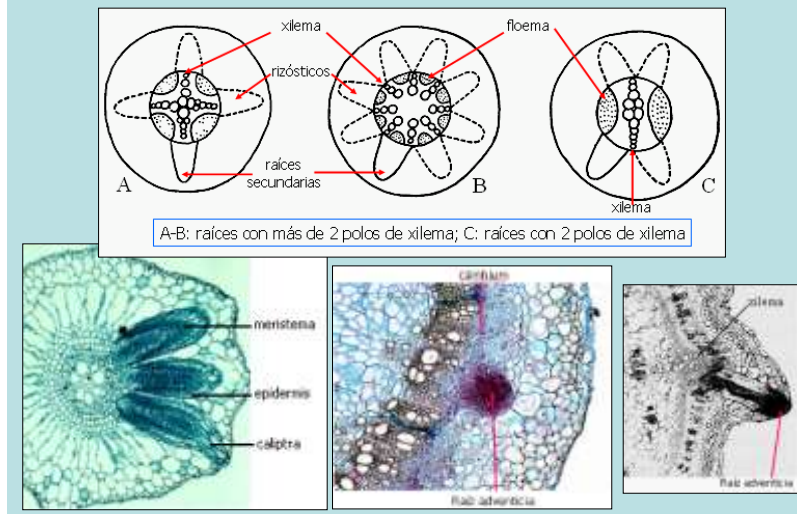 xilema
floema
rizósticos
raíces
secundarias
A
B
C
xilema
A-B: raíces con más de 2 polos de xilema; C: raíces con 2 polos de xilema
meristema
epidermis
caliptra
cámbium
Raíz adventicia
xilema
Raíz adventicia